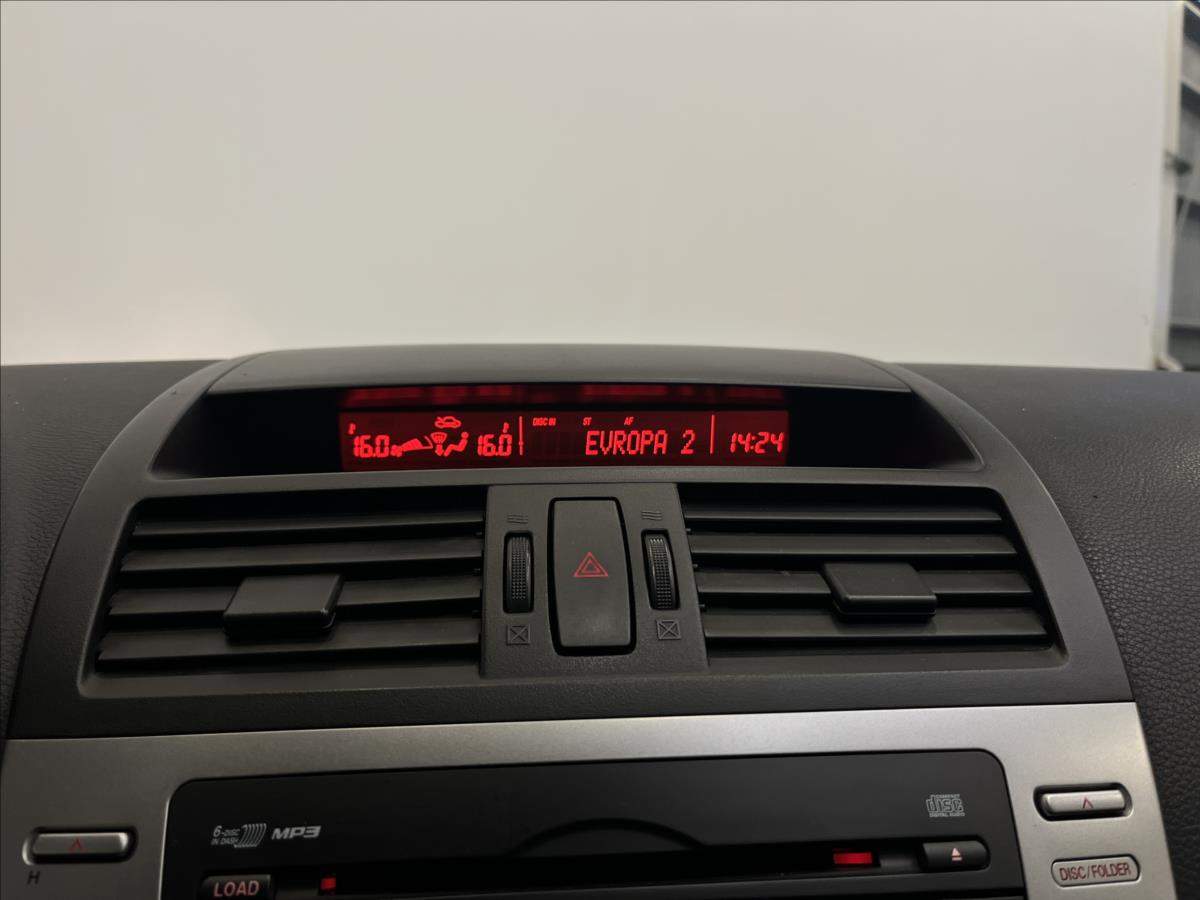 DISC IN ST AF
16.0 16.0 EVROPA 2 14:24
6-DISC
IN DASH MP3
COMPACT
disc
DIGITAL AUDIO
LOAD
H
DISC/FOLDER